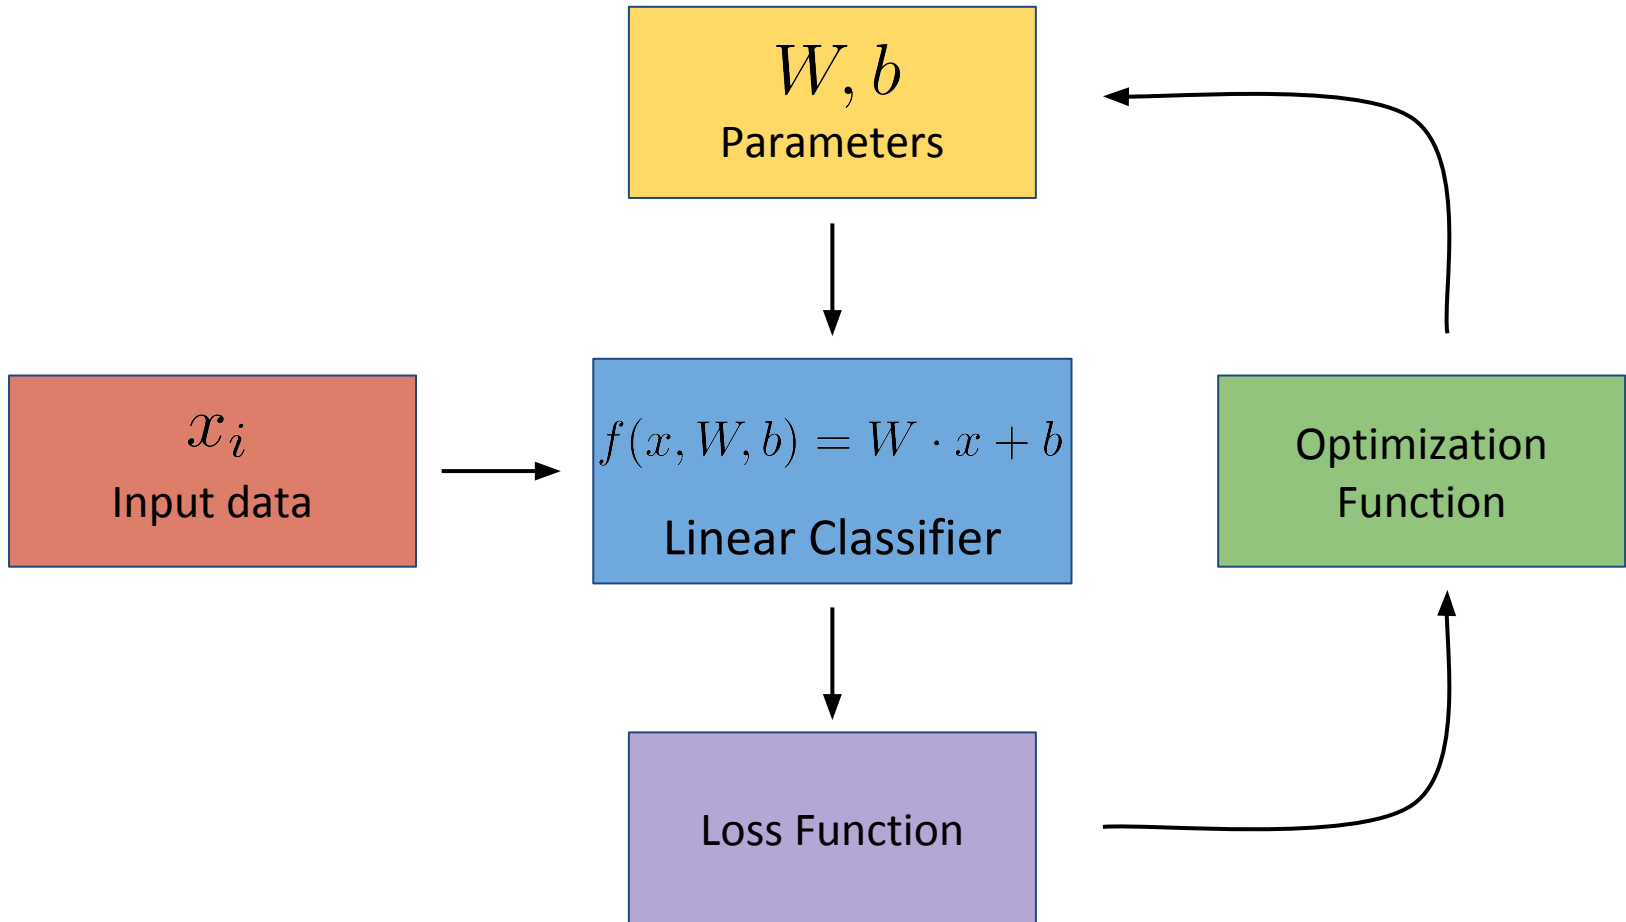 W, b
Parameters
x_i
Input data
f(x, W, b) = W · x + b
Linear Classifier
Optimization
Function
Loss Function